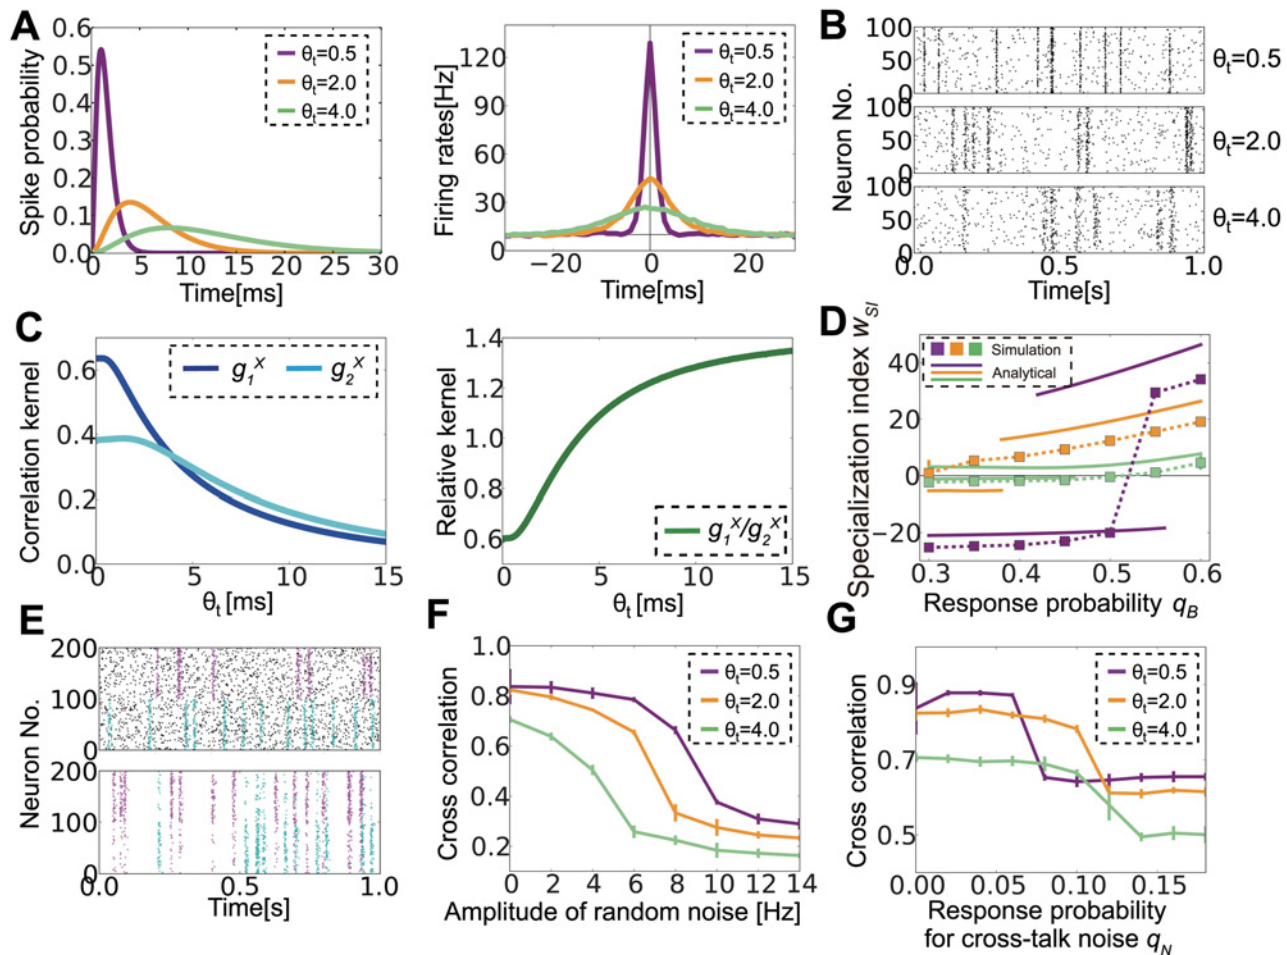 A
0.6
0.5
0.4
0.3
0.2
0.1
0.0
0 5 10 15 20 25 30
Spike probability
Time[ms]
θt=0.5
θt=2.0
θt=4.0
120
90
60
30
0
−20 0 20
Firing rates[Hz]
Time[ms]
θt=0.5
θt=2.0
θt=4.0
B
100
50
0
θt=0.5
100
50
0
θt=2.0
100
50
0
θt=4.0
Neuron No.
0.0 0.5 1.0
Time[s]
C
0.6
0.4
0.2
0.0
0 5 10 15
Correlation kernel
θt [ms]
g1X g2X
1.4
1.2
1.0
0.8
0.6
0 5 10 15
Relative kernel
θt [ms]
g1X/g2X
D
Specialization index wSI
40
20
0
−20
0.3 0.4 0.5 0.6
Response probability qB
Simulation
Analytical
E
200
100
0
200
100
0
Neuron No.
0.0 0.5 1.0
Time[s]
F
1.0
0.8
0.6
0.4
0.2
0 2 4 6 8 10 12 14
Cross correlation
Amplitude of random noise [Hz]
θt=0.5
θt=2.0
θt=4.0
G
0.9
0.7
0.5
0.00 0.05 0.10 0.15
Cross correlation
Response probability
for cross-talk noise qN
θt=0.5
θt=2.0
θt=4.0